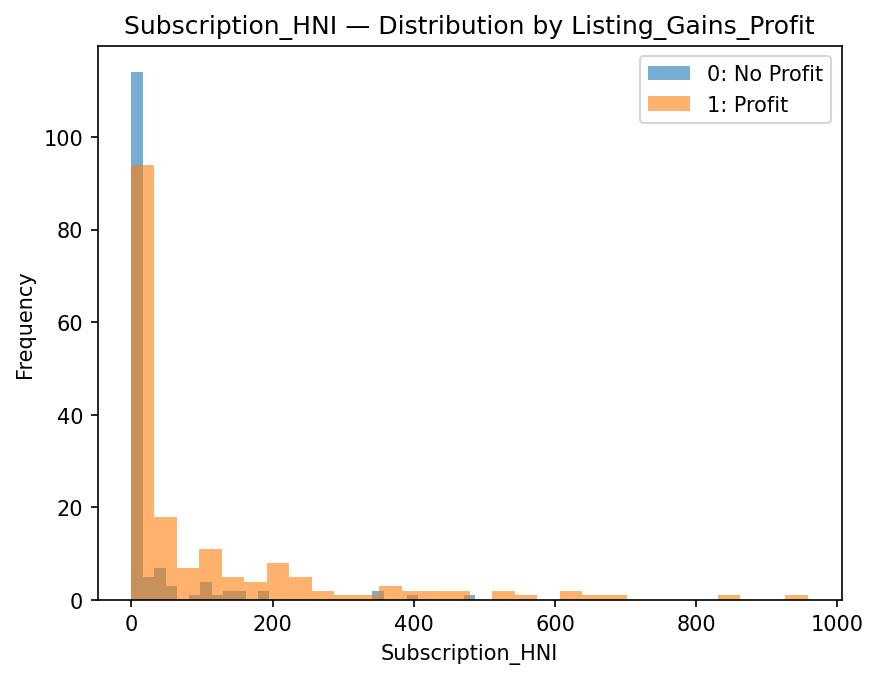 Subscription_HNI — Distribution by Listing_Gains_Profit
0: No Profit
1: Profit
Frequency
100
80
60
40
20
0
0 200 400 600 800 1000
Subscription_HNI